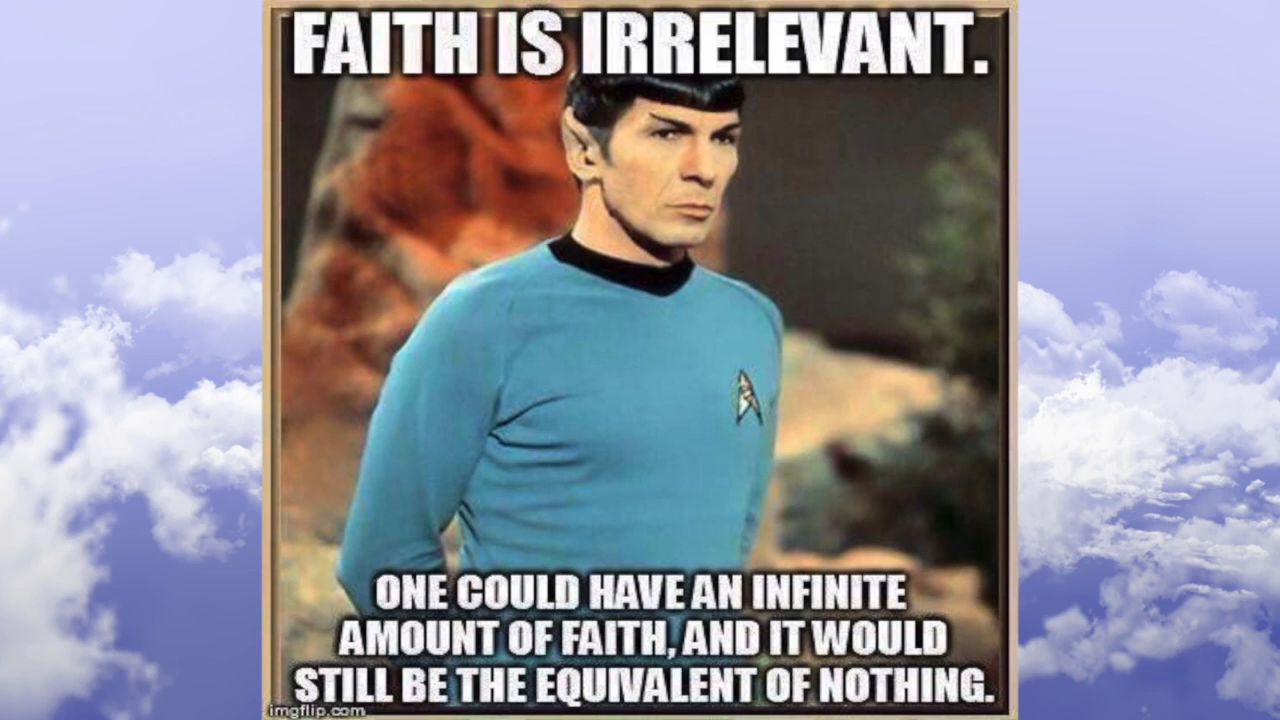 FAITH IS IRRELEVANT.
ONE COULD HAVE AN INFINITE
AMOUNT OF FAITH, AND IT WOULD
STILL BE THE EQUIVALENT OF NOTHING.
imgflip.com